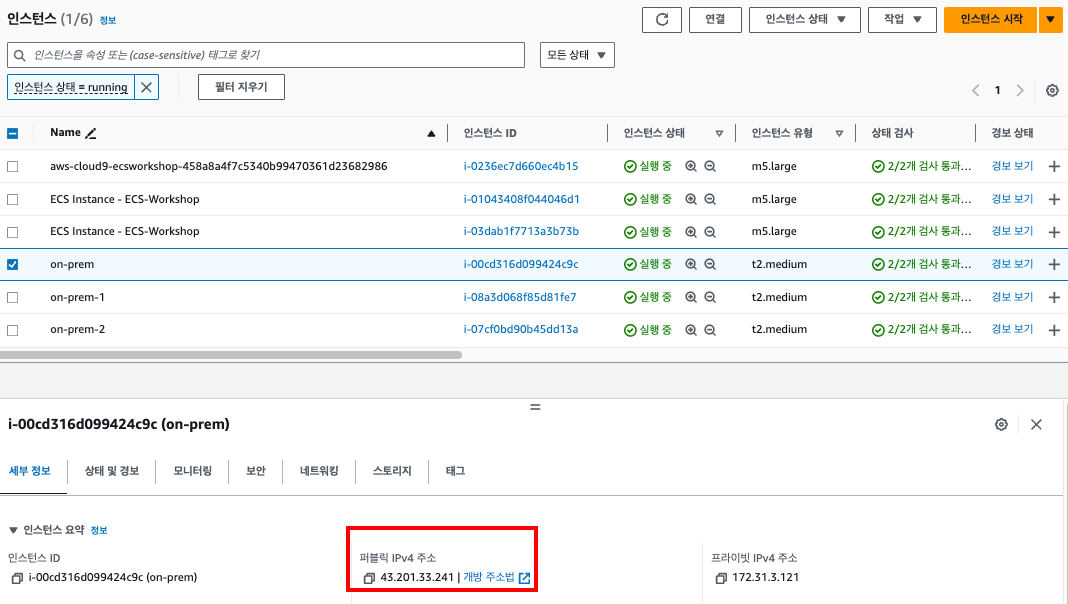 인스턴스 (1/6) 정보
연결 인스턴스 상태 작업 인스턴스 시작
인스턴스을 속성 또는 (case-sensitive) 태그로 찾기 모든 상태
인스턴스 상태 = running 필터 지우기 1
Name 인스턴스 ID 인스턴스 상태 인스턴스 유형 상태 검사 경보 상태
aws-cloud9-ecsworkshop-458a8a4f7c5340b99470361d23682986 i-0236ec7d660ec4b15 실행 중 m5.large 2/2개 검사 통과... 경보 보기
ECS Instance - ECS-Workshop i-01043408f044046d1 실행 중 m5.large 2/2개 검사 통과... 경보 보기
ECS Instance - ECS-Workshop i-03dab1f7713a3b73b 실행 중 m5.large 2/2개 검사 통과... 경보 보기
on-prem i-00cd316d099424c9c 실행 중 t2.medium 2/2개 검사 통과... 경보 보기
on-prem-1 i-08a3d068f85d81fe7 실행 중 t2.medium 2/2개 검사 통과... 경보 보기
on-prem-2 i-07cf0bd90b45dd13a 실행 중 t2.medium 2/2개 검사 통과... 경보 보기
i-00cd316d099424c9c (on-prem)
세부 정보 상태 및 경보 모니터링 보안 네트워킹 스토리지 태그
인스턴스 요약 정보
인스턴스 ID 퍼블릭 IPv4 주소 프라이빗 IPv4 주소
i-00cd316d099424c9c (on-prem) 43.201.33.241 | 개방 주소법 172.31.3.121